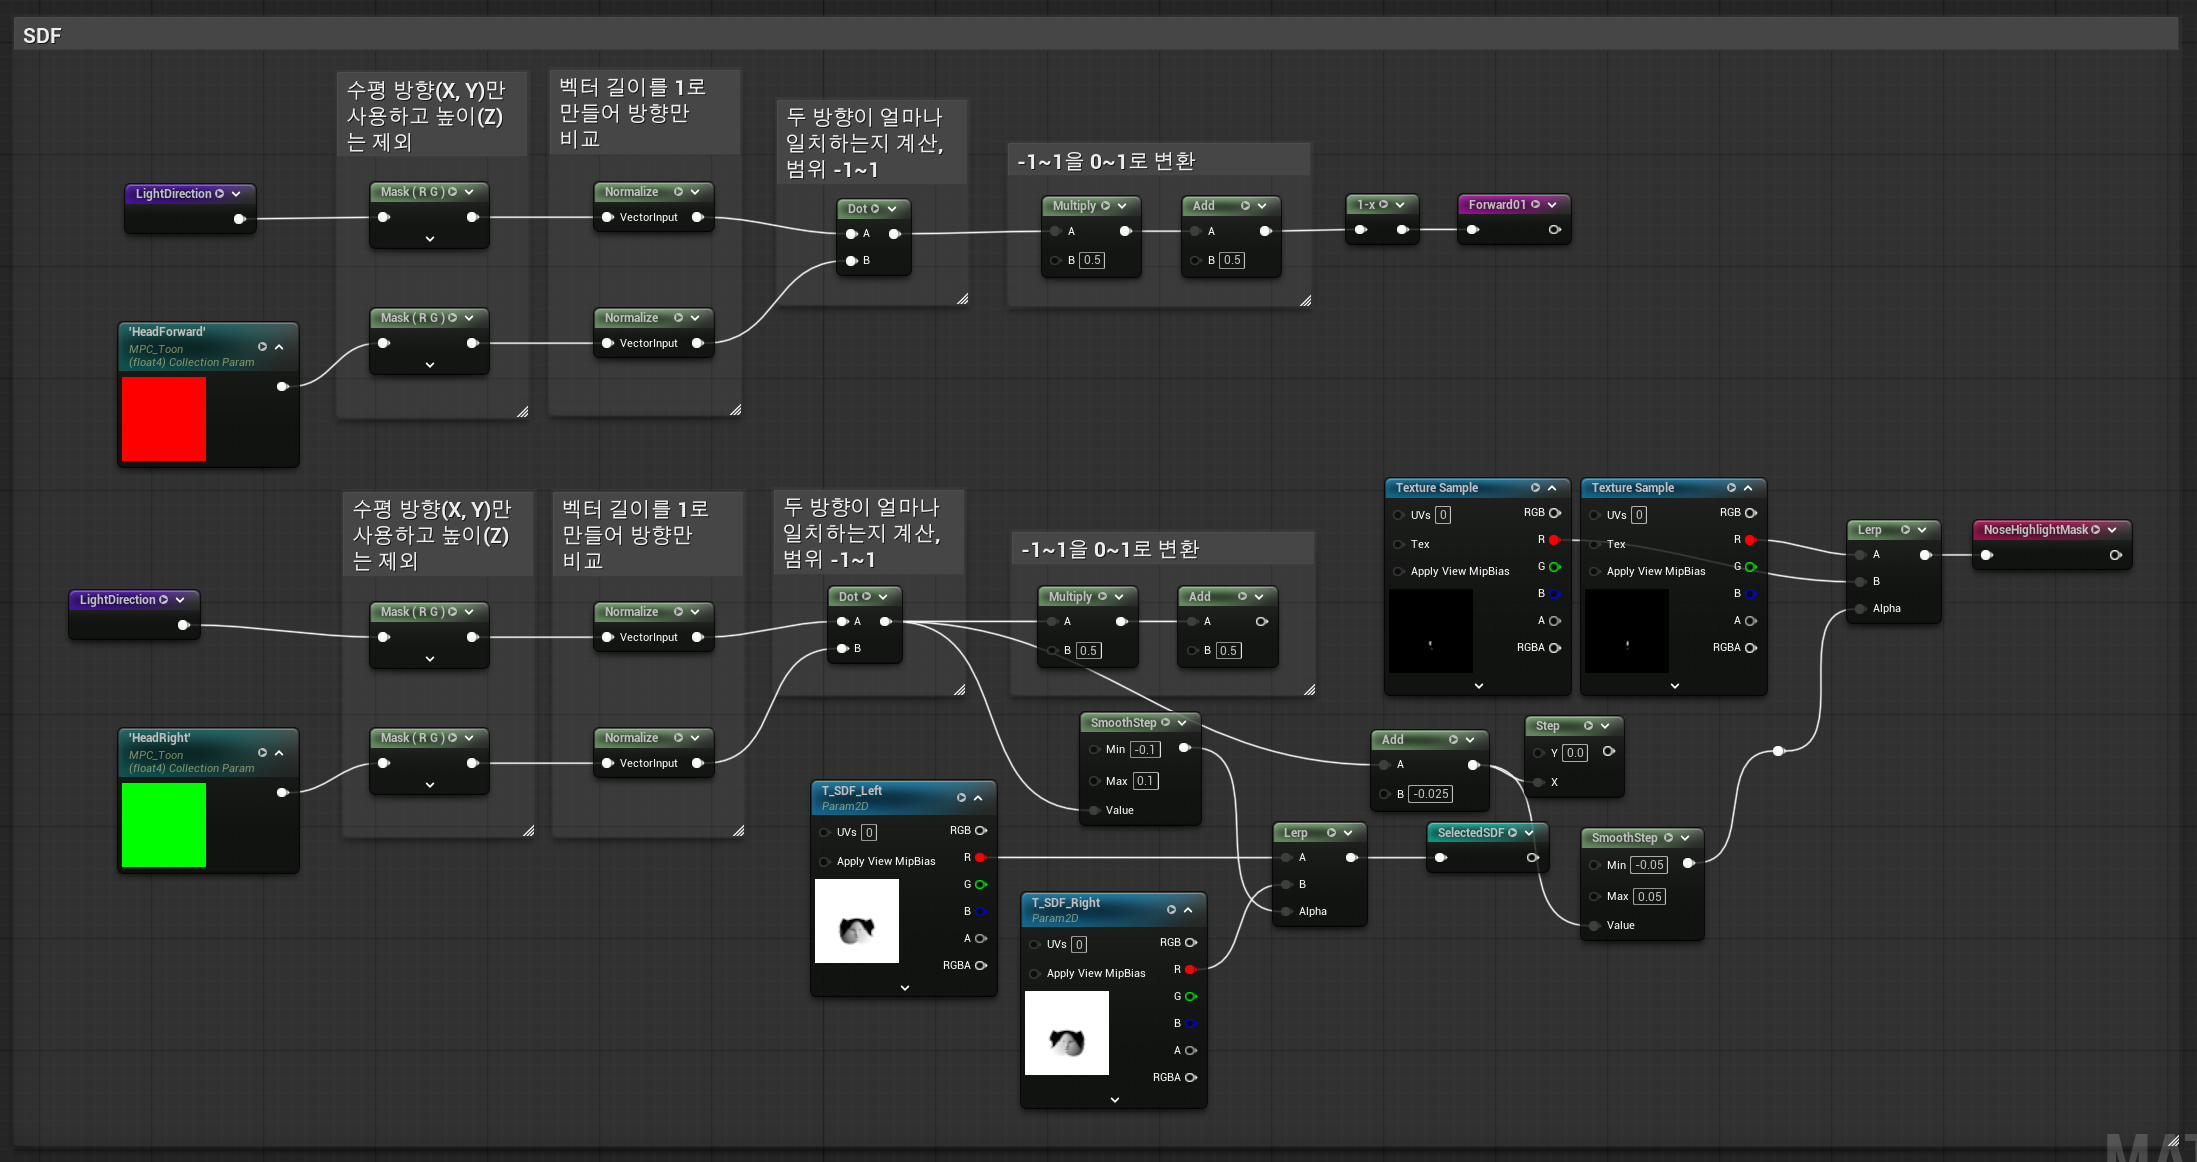 SDF
수평 방향(X, Y)만
사용하고 높이(Z)
는 제외
벡터 길이를 1로
만들어 방향만
비교
두 방향이 얼마나
일치하는지 계산,
범위 -1~1
-1~1을 0~1로 변환
LightDirection
Mask ( R G )
Normalize
VectorInput
Dot
A
B
Multiply
A
B 0.5
Add
A
B 0.5
1-x
Forward01
'HeadForward'
MPC_Toon
(float4) Collection Param
Mask ( R G )
Normalize
VectorInput
수평 방향(X, Y)만
사용하고 높이(Z)
는 제외
벡터 길이를 1로
만들어 방향만
비교
두 방향이 얼마나
일치하는지 계산,
범위 -1~1
-1~1을 0~1로 변환
LightDirection
Mask ( R G )
Normalize
VectorInput
Dot
A
B
Multiply
A
B 0.5
Add
A
B 0.5
'HeadRight'
MPC_Toon
(float4) Collection Param
Mask ( R G )
Normalize
VectorInput
SmoothStep
Min -0.1
Max 0.1
Value
T_SDF_Left
Param2D
UVs 0
Apply View MipBias
RGB
R
G
B
A
RGBA
T_SDF_Right
Param2D
UVs 0
Apply View MipBias
RGB
R
G
B
A
RGBA
Lerp
A
B
Alpha
SelectedSDF
Add
A
B -0.025
Step
Y 0.0
X
SmoothStep
Min -0.05
Max 0.05
Value
Texture Sample
UVs 0
Tex
Apply View MipBias
RGB
R
G
B
A
RGBA
Texture Sample
UVs 0
Tex
Apply View MipBias
RGB
R
G
B
A
RGBA
Lerp
A
B
Alpha
NoseHighlightMask